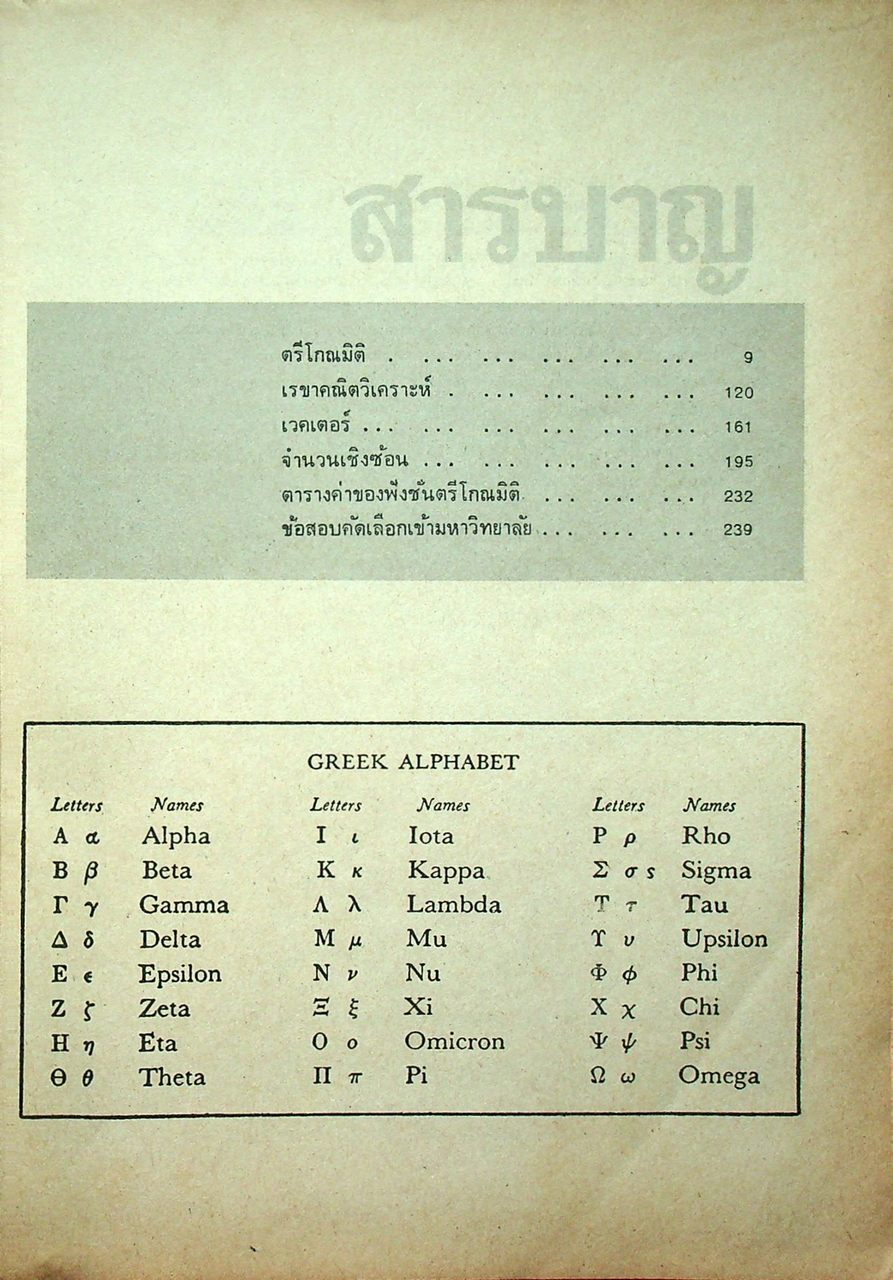 สารบาญ
ตรีโกณมิติ . ... ... ... ... ... 9
เรขาคณิตวิเคราะห์ . ... ... ... ... 120
เวคเตอร์ ... ... ... ... ... ... 161
จำนวนเชิงซ้อน ... ... ... ... ... 195
ตารางค่าของฟังชั่นตรีโกณมิติ ... ... ... 232
ข้อสอบคัดเลือกเข้ามหาวิทยาลัย ... ... ... 239
GREEK ALPHABET
Letters Names Letters Names Letters Names
Α α Alpha Ι ι Iota Ρ ρ Rho
Β β Beta Κ κ Kappa Σ σ ς Sigma
Γ γ Gamma Λ λ Lambda Τ τ Tau
Δ δ Delta Μ μ Mu ϒ υ Upsilon
Ε ϵ Epsilon Ν ν Nu Φ ϕ Phi
Ζ ζ Zeta Ξ ξ Xi Χ χ Chi
Η η Eta Ο ο Omicron Ψ ψ Psi
Θ θ Theta Π π Pi Ω ω Omega